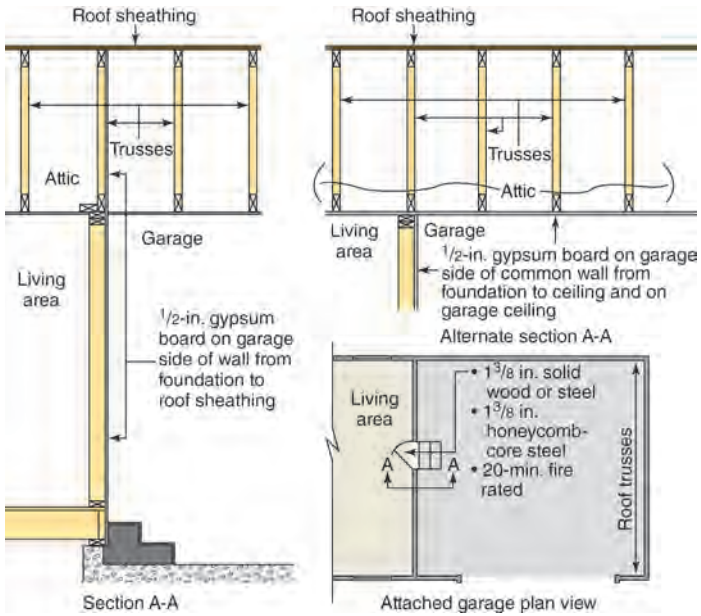 Roof sheathing
Trusses
Attic
Garage
Living
area
1/2-in. gypsum
board on garage
side of wall from
foundation to
roof sheathing
Section A-A
Roof sheathing
Trusses
Attic
Living
area
Garage
1/2-in. gypsum board on garage
side of common wall from
foundation to ceiling and on
garage ceiling
Alternate section A-A
Living
area
• 1 3/8 in. solid
wood or steel
• 1 3/8 in.
honeycomb-
core steel
• 20-min. fire
rated
A A
Roof trusses
Attached garage plan view